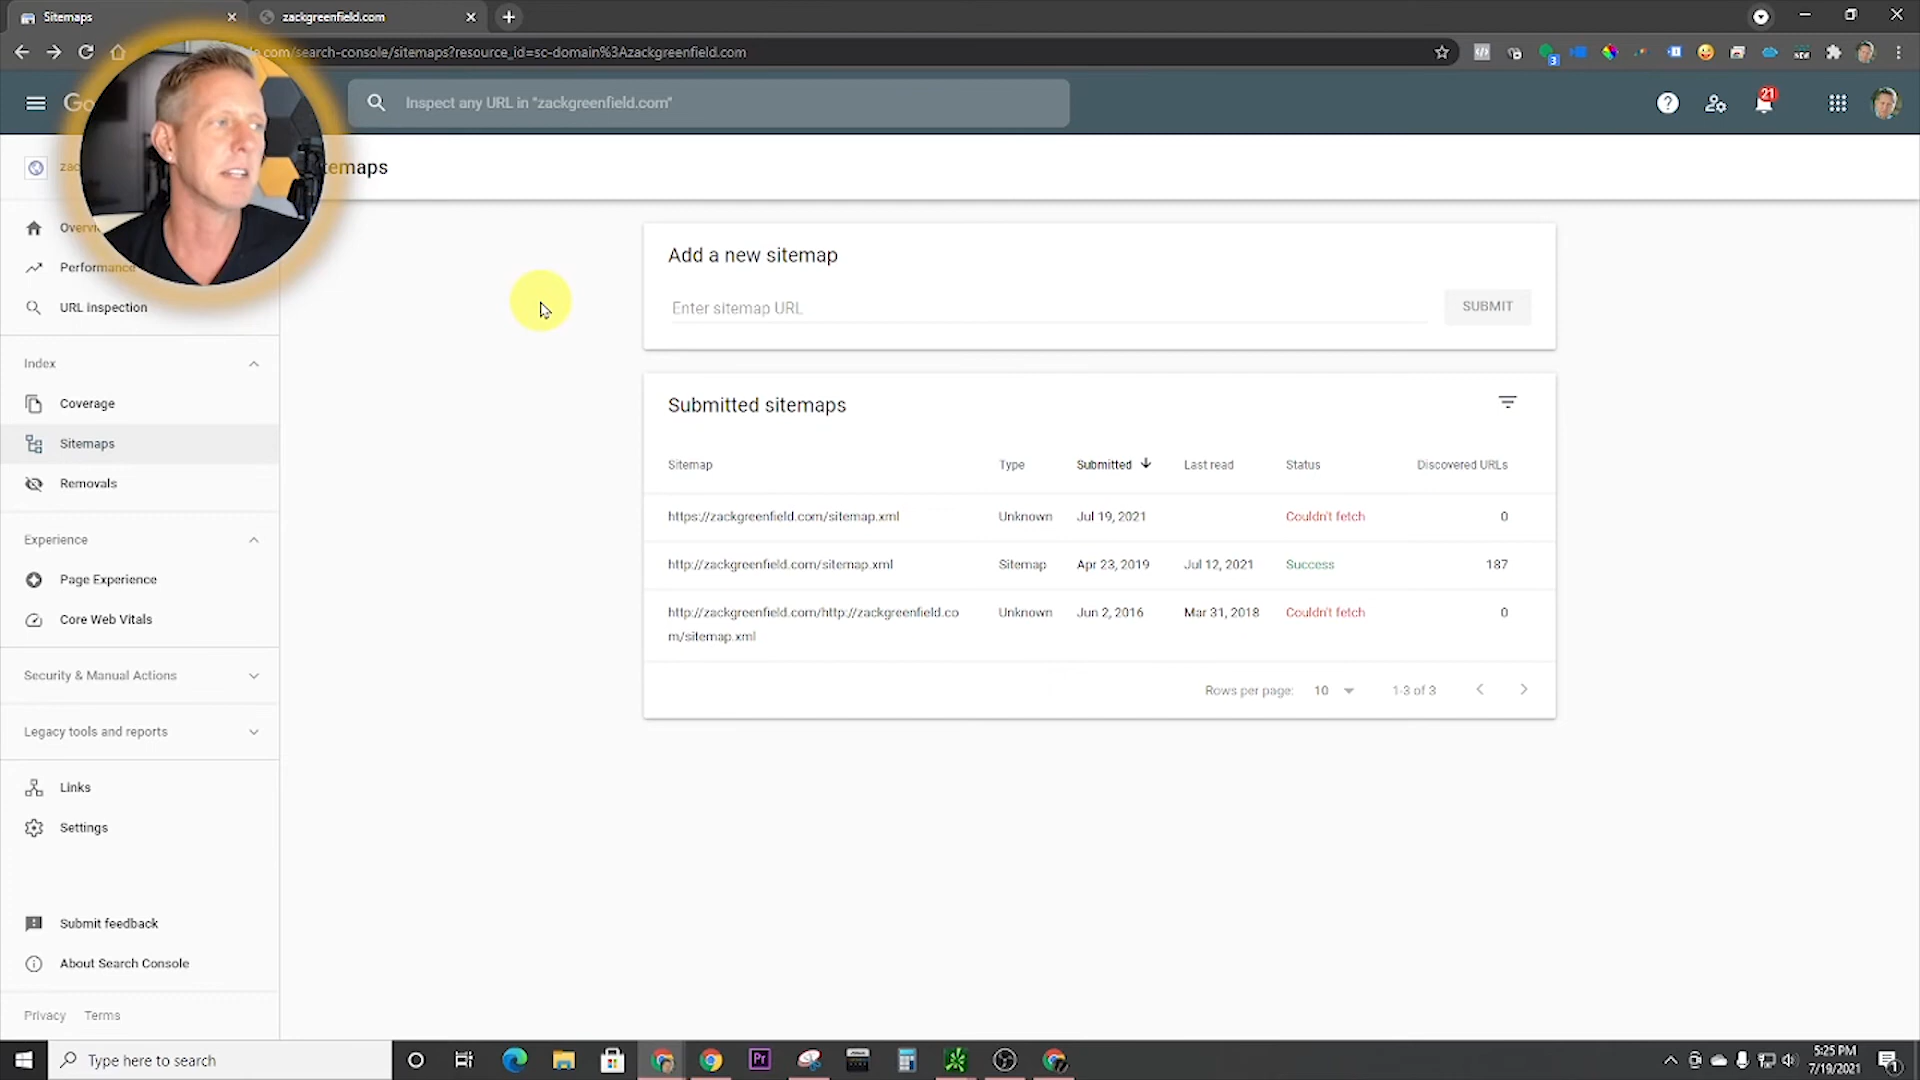 Sitemaps
zackgreenfield.com
.com/search-console/sitemaps?resource_id=sc-domain%3Azackgreenfield.com
3
Inspect any URL in "zackgreenfield.com"
21
Add a new sitemap
Enter sitemap URL
SUBMIT
Performance
URL inspection
Index
Coverage
Sitemaps
Removals
Experience
Page Experience
Core Web Vitals
Security & Manual Actions
Legacy tools and reports
Links
Settings
Submit feedback
About Search Console
Privacy Terms
Submitted sitemaps
Sitemap Type Submitted Last read Status Discovered URLs
https://zackgreenfield.com/sitemap.xml Unknown Jul 19, 2021 Couldn't fetch 0
http://zackgreenfield.com/sitemap.xml Sitemap Apr 23, 2019 Jul 12, 2021 Success 187
http://zackgreenfield.com/http://zackgreenfield.co Unknown Jun 2, 2016 Mar 31, 2018 Couldn't fetch 0
m/sitemap.xml
Rows per page: 10 1-3 of 3
Type here to search
Pr
5:25 PM
7/19/2021
1